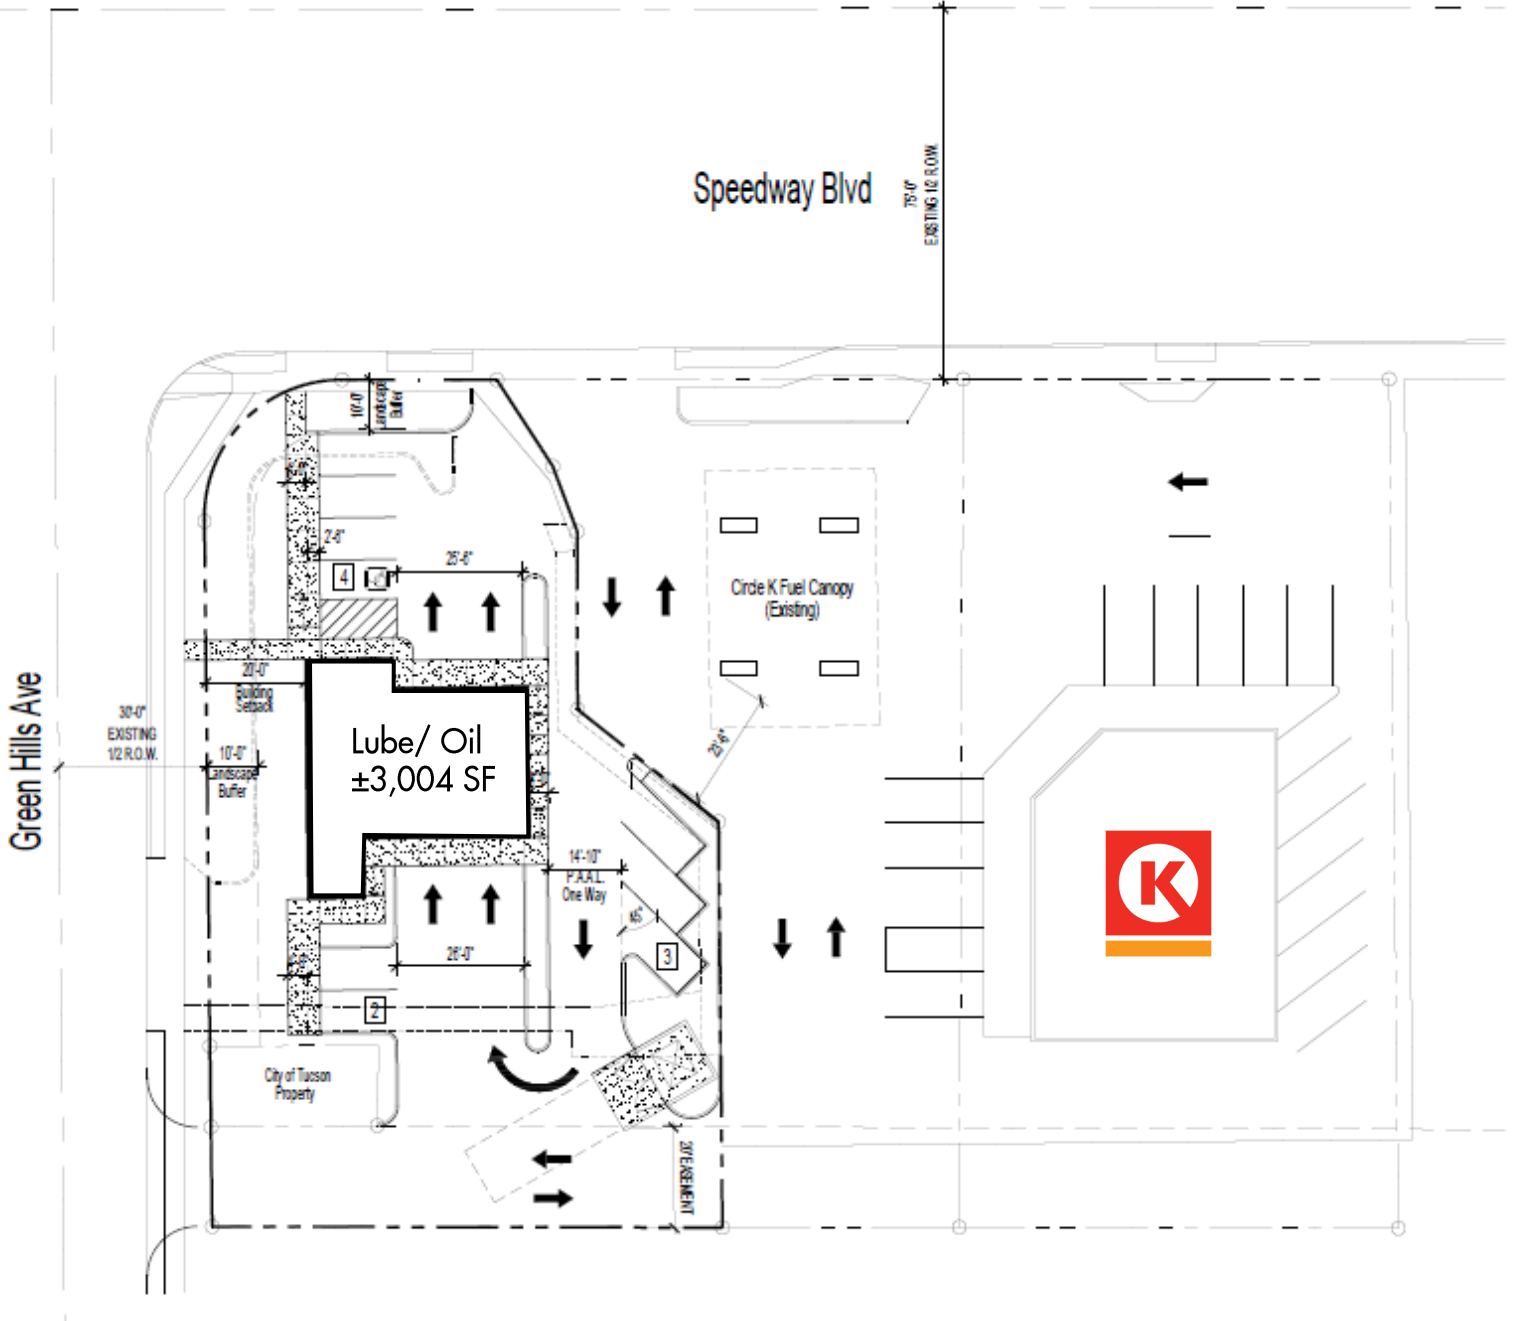 Speedway Blvd
75'-0"
EXISTING 1/2 R.O.W.
10'-0"
Landscape
Buffer
2'-6"
25'-6"
4
Circle K Fuel Canopy
(Existing)
20'-0"
Building
Setback
Green Hills Ave
30'-0"
EXISTING
1/2 R.O.W.
10'-0"
Landscape
Buffer
Lube/ Oil
±3,004 SF
23'-6"
14'-10"
P.A.A.L.
One Way
45°
3
26'-0"
2
K
City of Tucson
Property
20' EASEMENT